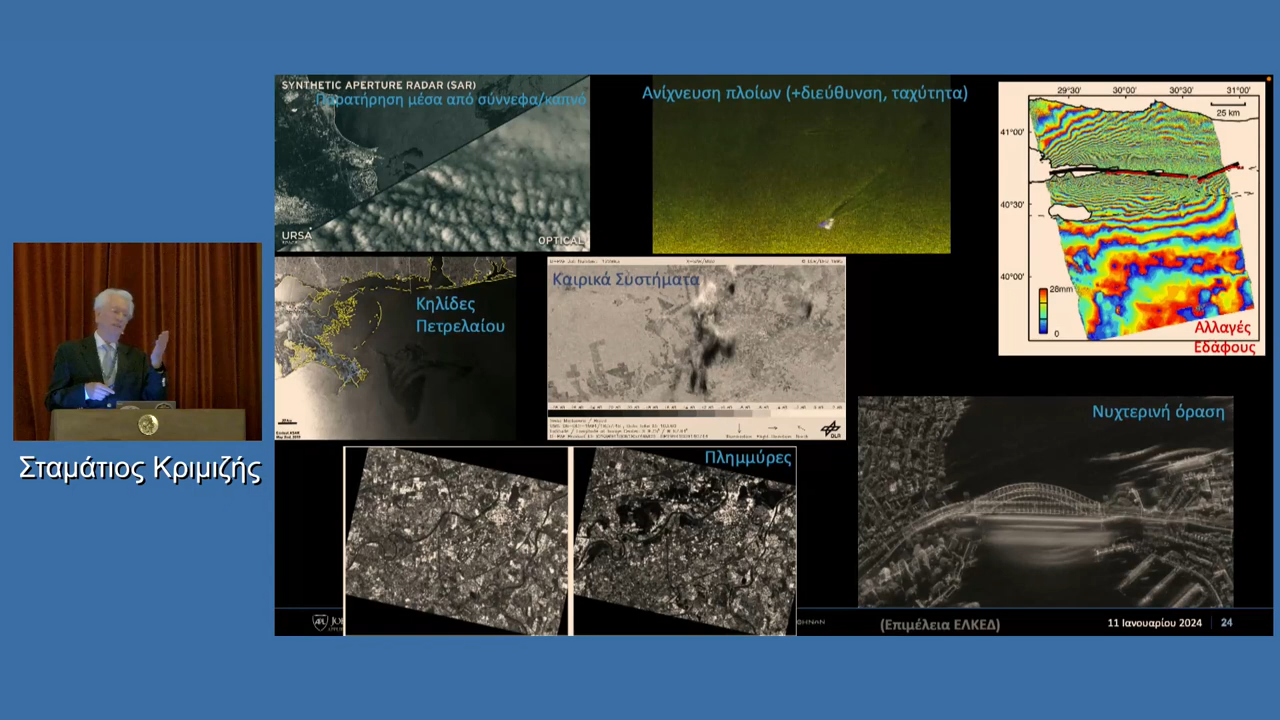 SYNTHETIC APERTURE RADAR (SAR)
Παρατήρηση μέσα από σύννεφα/καπνό
URSA
OPTICAL
Ανίχνευση πλοίων (+διεύθυνση, ταχύτητα)
29°30' 30°00' 30°30' 31°00'
25 km
41°00'
40°30'
40°00'
28mm
0
Αλλαγές
Εδάφους
Κηλίδες
Πετρελαίου
Καιρικά Συστήματα
DLR
Νυχτερινή όραση
Πλημμύρες
Σταμάτιος Κριμιζής
APL
(Επιμέλεια ΕΛΚΕΔ)
11 Ιανουαρίου 2024
24